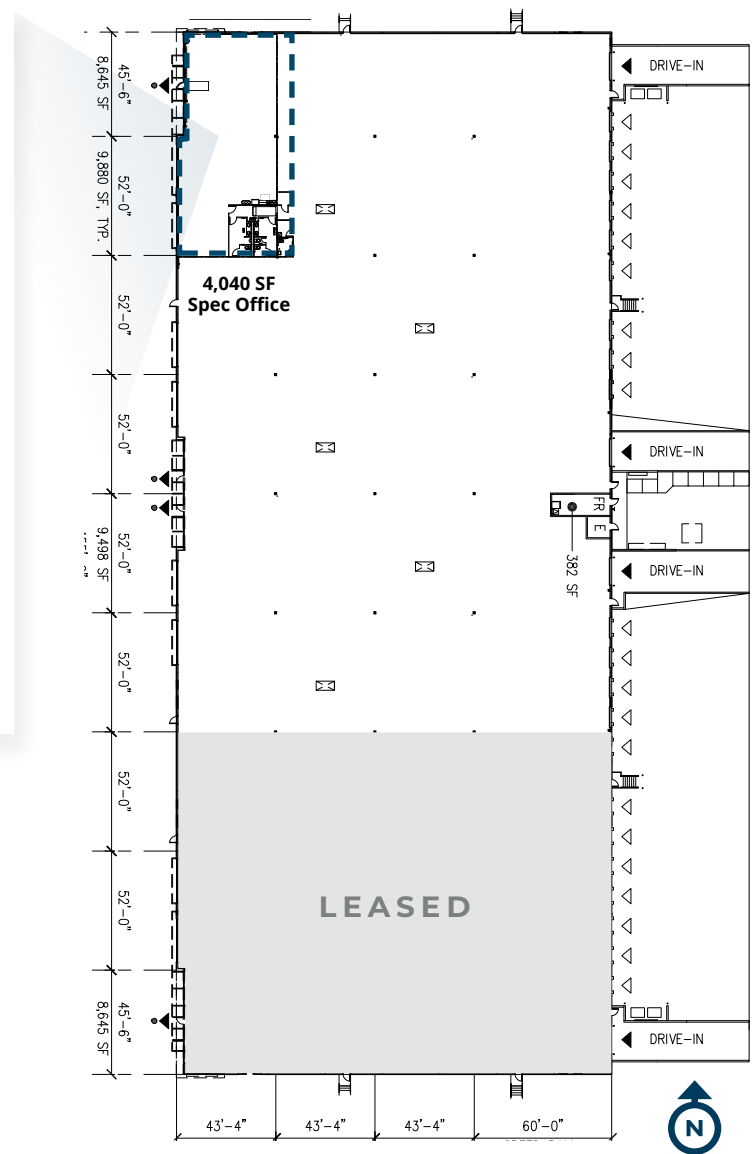 DRIVE-IN
45'-6"
8,645 SF
52'-0"
9,880 SF, TYP.
4,040 SF
Spec Office
52'-0"
52'-0"
DRIVE-IN
FR
E
382 SF
52'-0"
9,498 SF
DRIVE-IN
52'-0"
52'-0"
52'-0"
LEASED
45'-6"
8,645 SF
DRIVE-IN
43'-4"
43'-4"
43'-4"
60'-0"
N